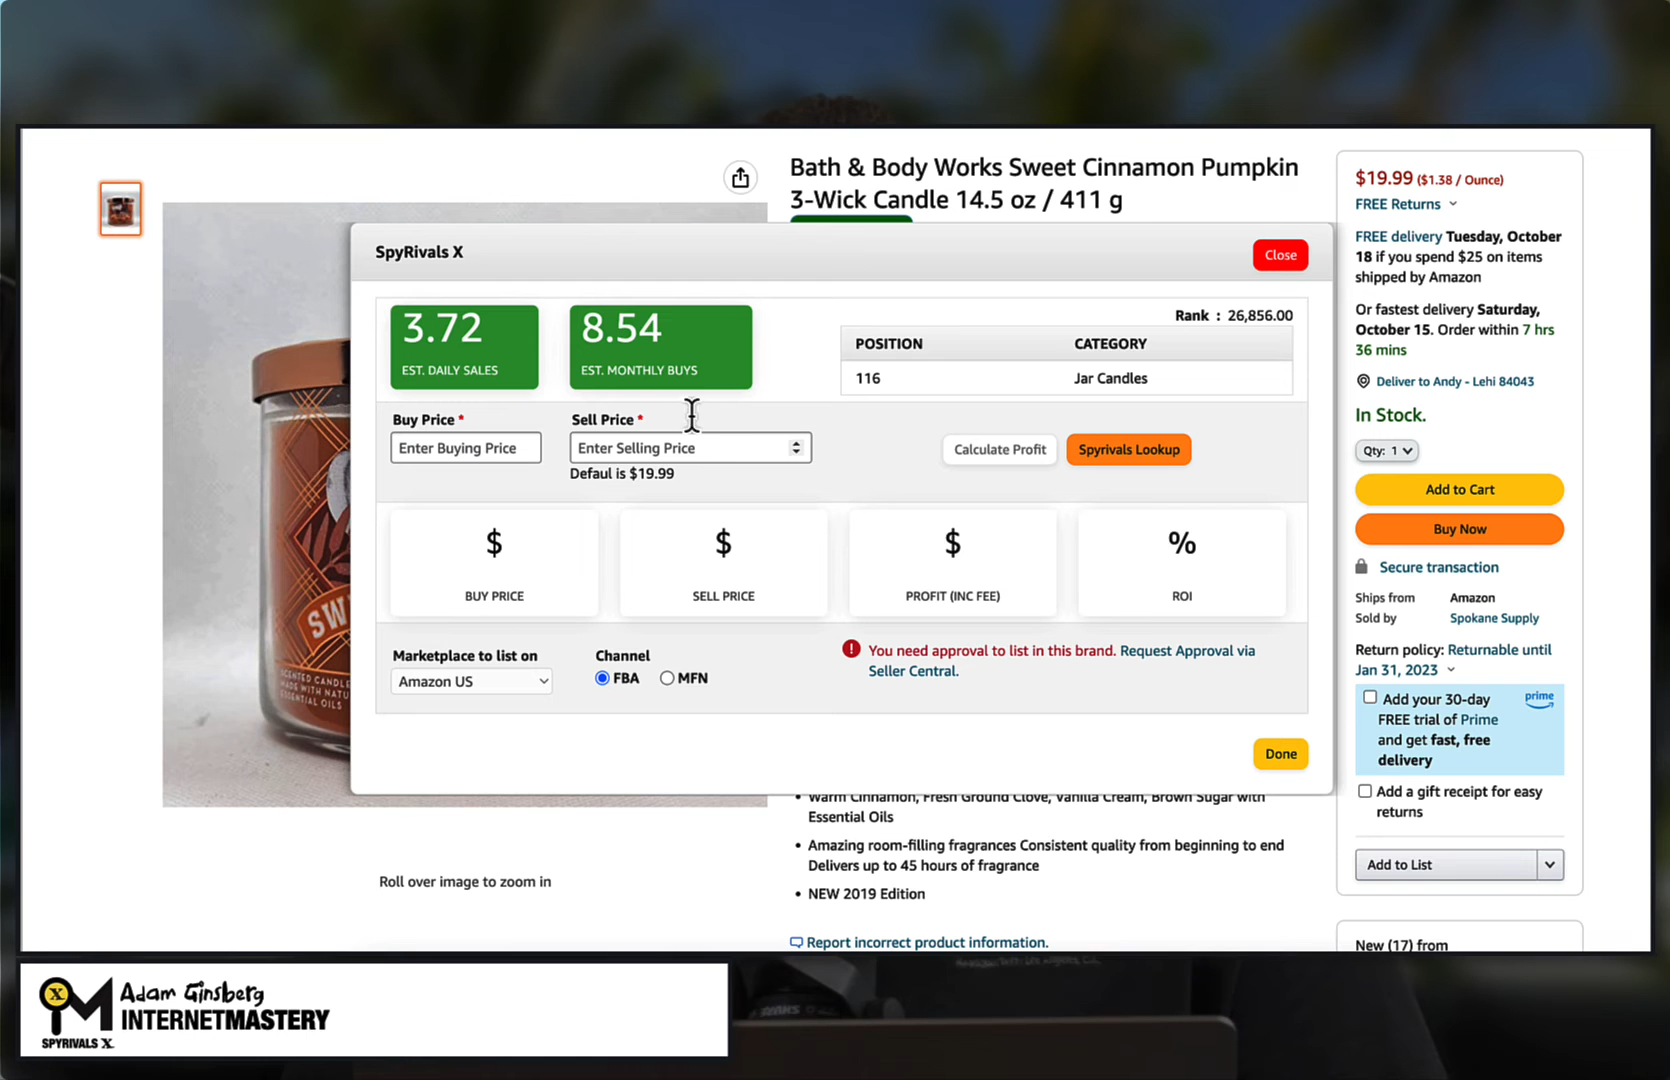 Bath & Body Works Sweet Cinnamon Pumpkin
3-Wick Candle 14.5 oz / 411 g
SpyRivals X
Close
3.72
EST. DAILY SALES
8.54
EST. MONTHLY BUYS
Rank : 26,856.00
POSITION CATEGORY
116 Jar Candles
Buy Price *
Enter Buying Price
Sell Price *
Enter Selling Price
Defaul is $19.99
Calculate Profit
Spyrivals Lookup
$
BUY PRICE
$
SELL PRICE
$
PROFIT (INC FEE)
%
ROI
Marketplace to list on
Amazon US
Channel
FBA MFN
You need approval to list in this brand. Request Approval via
Seller Central.
Done
SW
SCENTED CANDLE
MADE WITH NATU
ESSENTIAL OILS
Warm Cinnamon, Fresh Ground Clove, Vanilla Cream, Brown Sugar with
Essential Oils
• Amazing room-filling fragrances Consistent quality from beginning to end
Delivers up to 45 hours of fragrance
• NEW 2019 Edition
Report incorrect product information.
Roll over image to zoom in
$19.99 ($1.38 / Ounce)
FREE Returns
FREE delivery Tuesday, October
18 if you spend $25 on items
shipped by Amazon
Or fastest delivery Saturday,
October 15. Order within 7 hrs
36 mins
Deliver to Andy - Lehi 84043
In Stock.
Qty: 1
Add to Cart
Buy Now
Secure transaction
Ships from Amazon
Sold by Spokane Supply
Return policy: Returnable until
Jan 31, 2023
Add your 30-day
FREE trial of Prime
and get fast, free
delivery
prime
Add a gift receipt for easy
returns
Add to List
New (17) from
X
M
Adam Ginsberg
INTERNETMASTERY
SPYRIVALS X